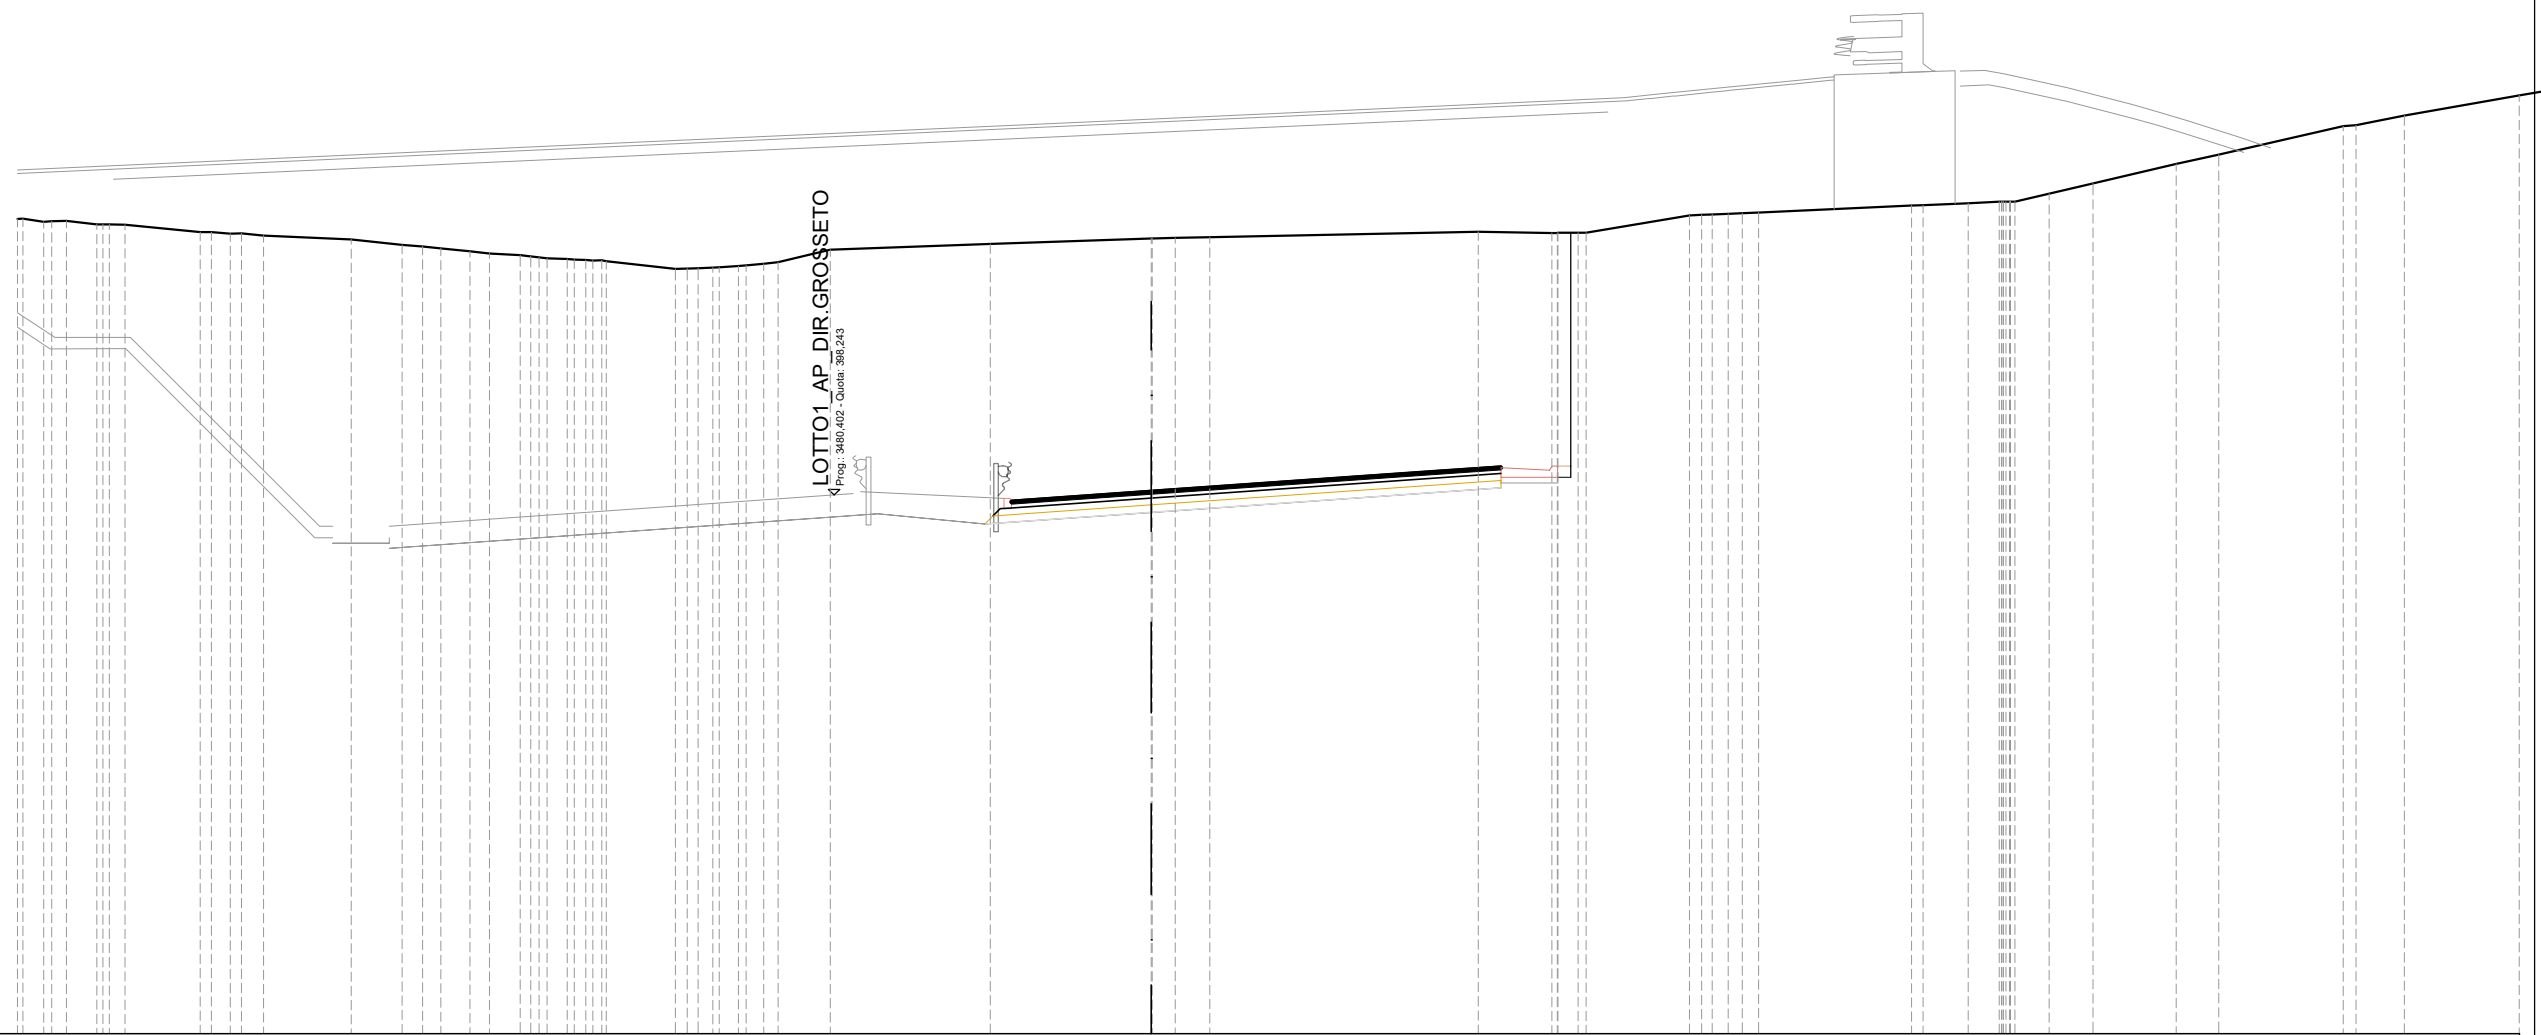 LOTTO1_AP_DIR.GROSSETO
Prog.: 3480,402 - Quota: 398,243